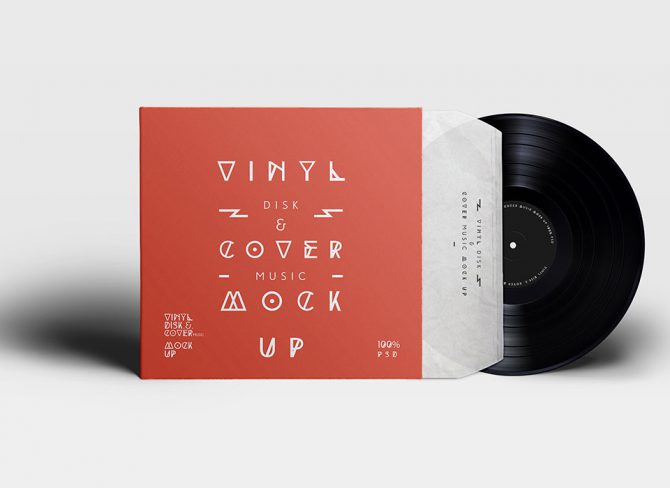 VINYL
DISK
&
COVER
MUSIC
MOCK
UP
VINYL
DISK &
COVER MUSIC
MOCK
UP
100%
PSD
VINYL DISK
&
COVER MUSIC MOCK UP